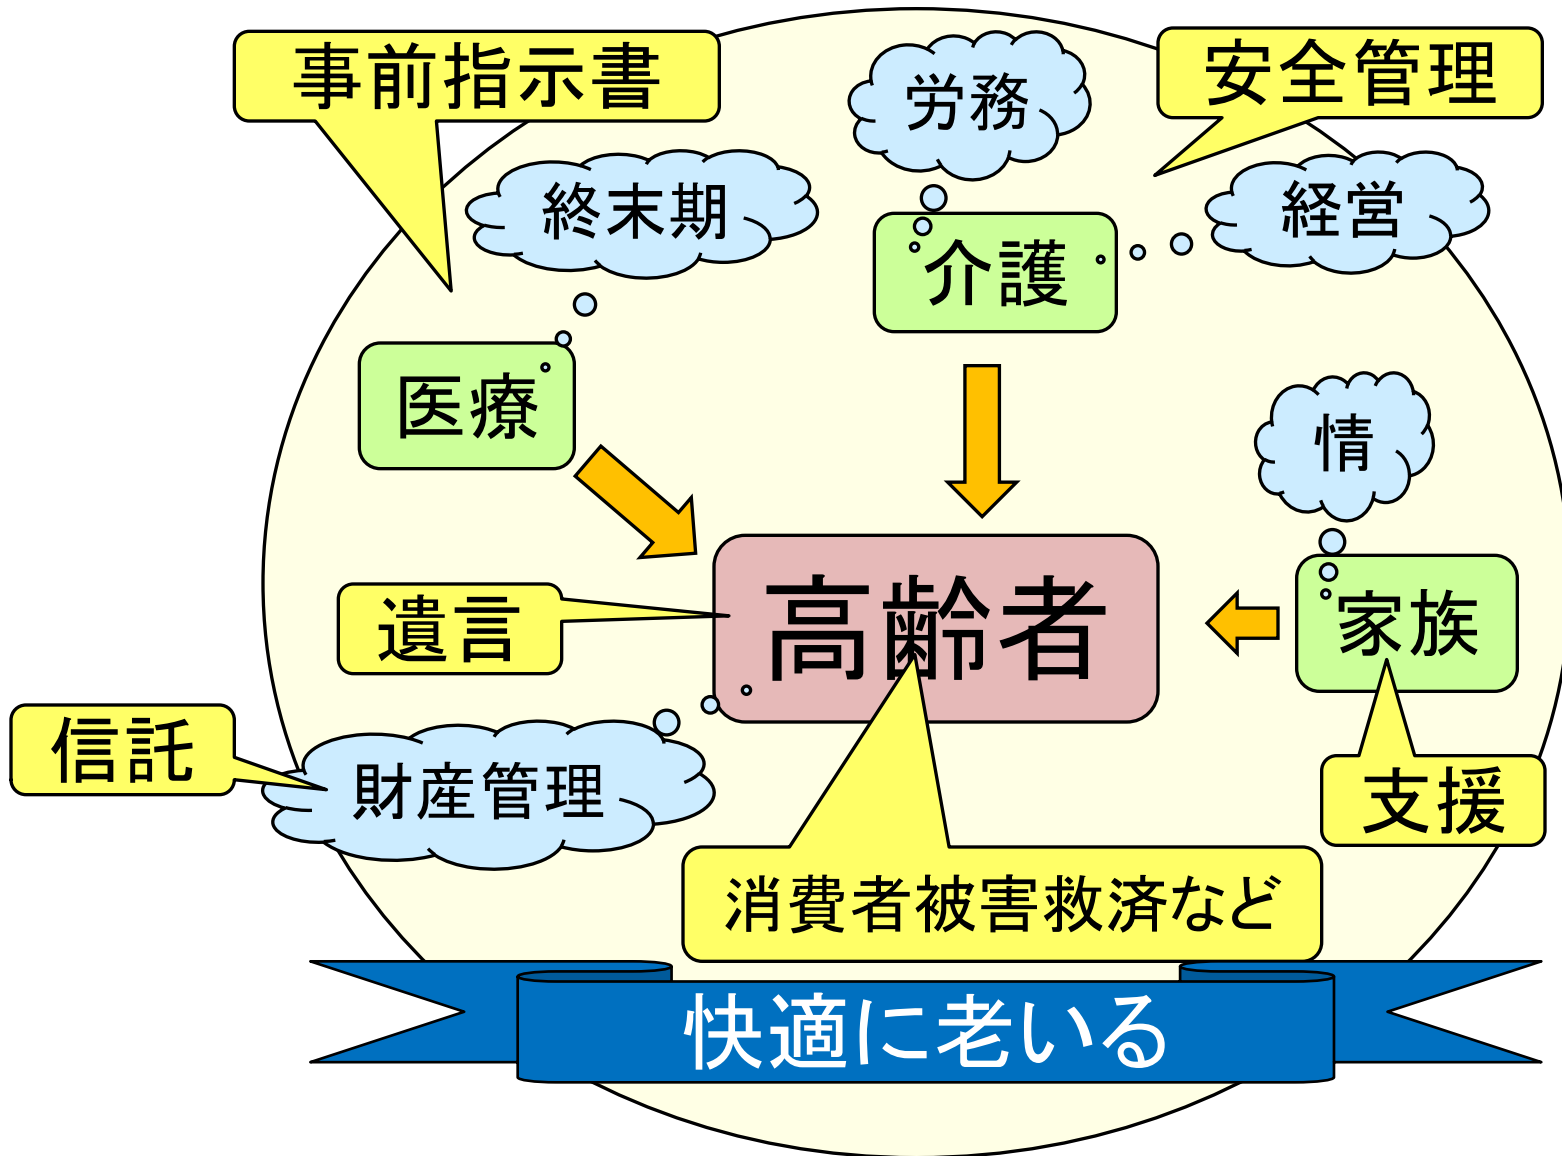 事前指示書
安全管理
労務
終末期
経営
介護
医療
情
高齢者
家族
遺言
信託
財産管理
支援
消費者被害救済など
快適に老いる